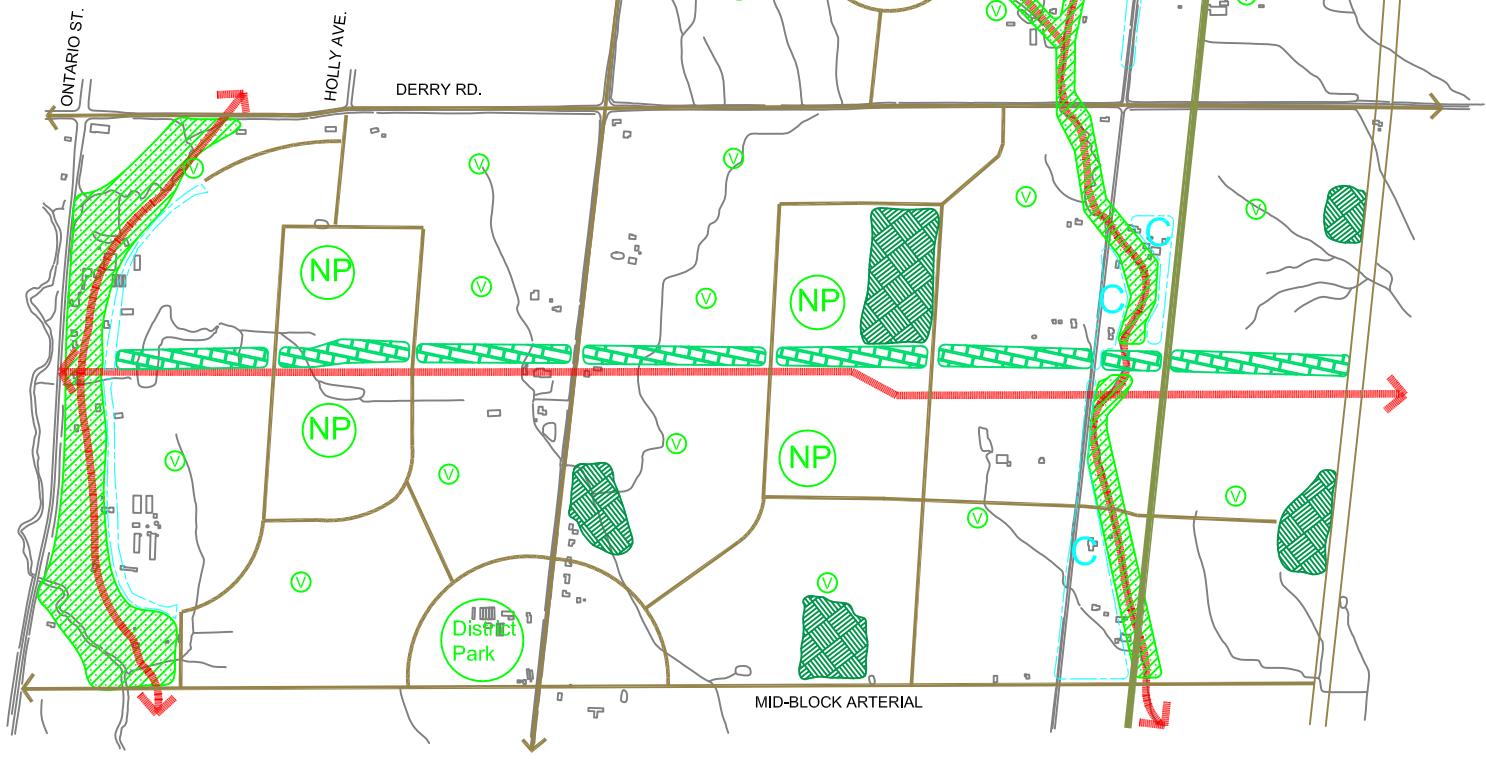 ONTARIO ST.
HOLLY AVE.
DERRY RD.
V
V
V
V
V
V
C
NP
V
NP
V
C
NP
V
NP
V
V
V
V
C
V
V
District
Park
MID-BLOCK ARTERIAL